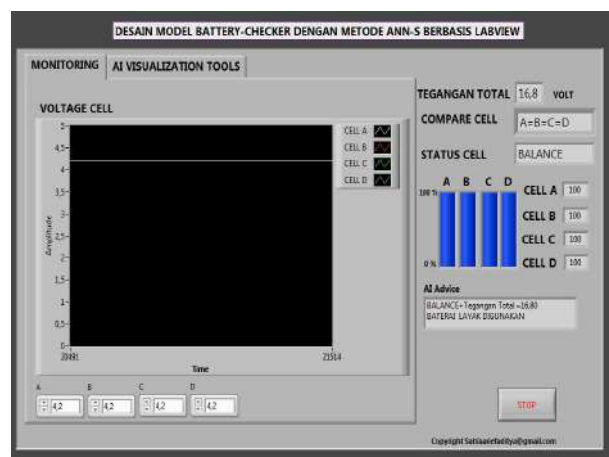 DESAIN MODEL BATTERY-CHECKER DENGAN METODE ANN-S BERBASIS LABVIEW
MONITORING
AI VISUALIZATION TOOLS
VOLTAGE CELL
CELL A
CELL B
CELL C
CELL D
Amplitude
5-
4,5-
4-
3,5-
3-
2,5-
2-
1,5-
1-
0,5-
0-
20491
21514
Time
A
B
C
D
4,2
4,2
4,2
4,2
TEGANGAN TOTAL 16,8 VOLT
COMPARE CELL A=B=C=D
STATUS CELL BALANCE
A B C D
100 %
0 %
CELL A 100
CELL B 100
CELL C 100
CELL D 100
AI Advice
BALANCE+Tegangan Total =16,80
BATERAI LAYAK DIGUNAKAN
STOP
Copyright